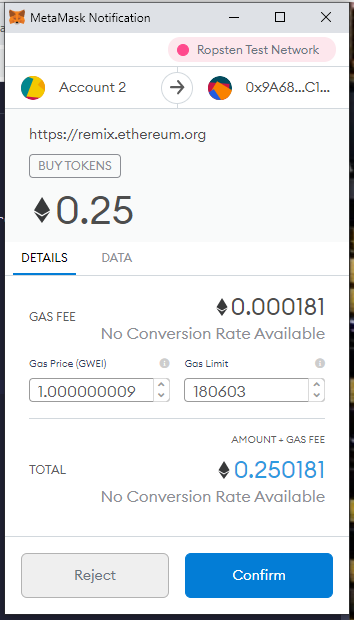 MetaMask Notification
Ropsten Test Network
Account 2
0x9A68...C1...
https://remix.ethereum.org
BUY TOKENS
0.25
DETAILS DATA
GAS FEE
0.000181
No Conversion Rate Available
Gas Price (GWEI) Gas Limit
1.000000009 180603
AMOUNT + GAS FEE
TOTAL
0.250181
No Conversion Rate Available
Reject Confirm